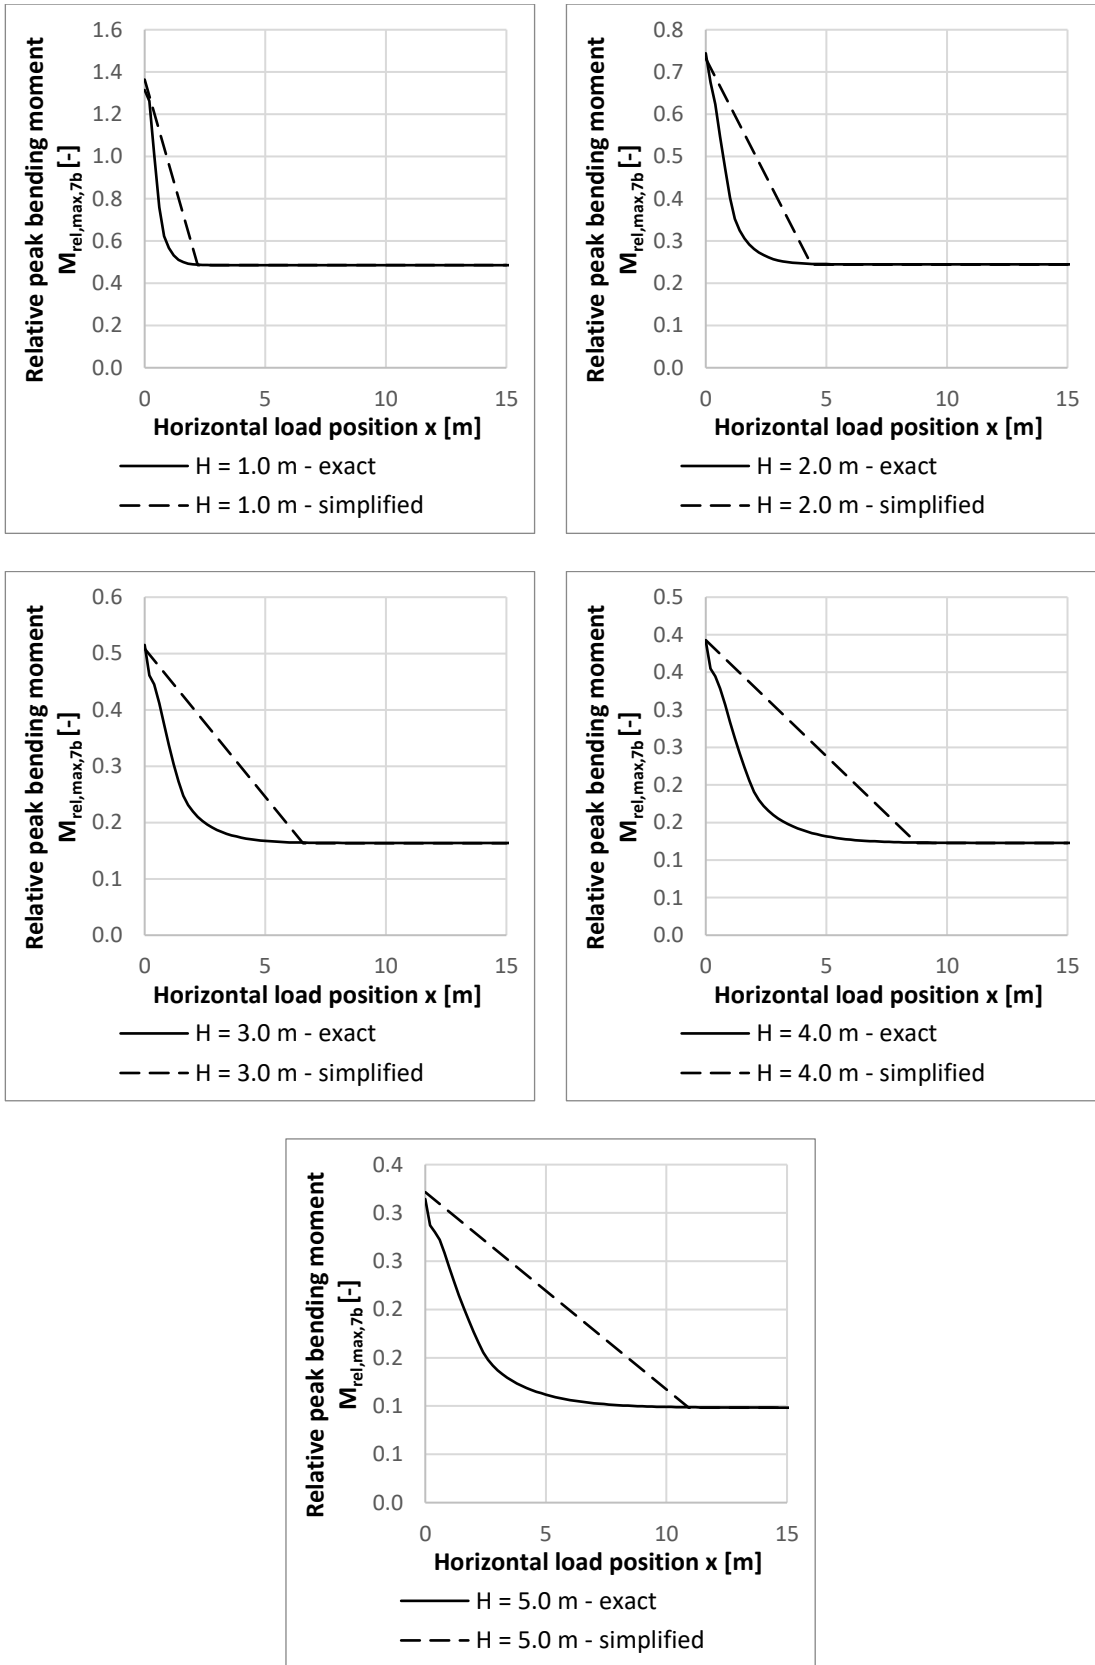 Relative peak bending moment
M_rel,max,7b [-]
1.6
1.4
1.2
1.0
0.8
0.6
0.4
0.2
0.0
0 5 10 15
Horizontal load position x [m]
H = 1.0 m - exact
H = 1.0 m - simplified
Relative peak bending moment
M_rel,max,7b [-]
0.8
0.7
0.6
0.5
0.4
0.3
0.2
0.1
0.0
0 5 10 15
Horizontal load position x [m]
H = 2.0 m - exact
H = 2.0 m - simplified
Relative peak bending moment
M_rel,max,7b [-]
0.6
0.5
0.4
0.3
0.2
0.1
0.0
0 5 10 15
Horizontal load position x [m]
H = 3.0 m - exact
H = 3.0 m - simplified
Relative peak bending moment
M_rel,max,7b [-]
0.5
0.4
0.4
0.3
0.3
0.2
0.2
0.1
0.1
0.0
0 5 10 15
Horizontal load position x [m]
H = 4.0 m - exact
H = 4.0 m - simplified
Relative peak bending moment
M_rel,max,7b [-]
0.4
0.3
0.3
0.2
0.2
0.1
0.1
0.0
0 5 10 15
Horizontal load position x [m]
H = 5.0 m - exact
H = 5.0 m - simplified